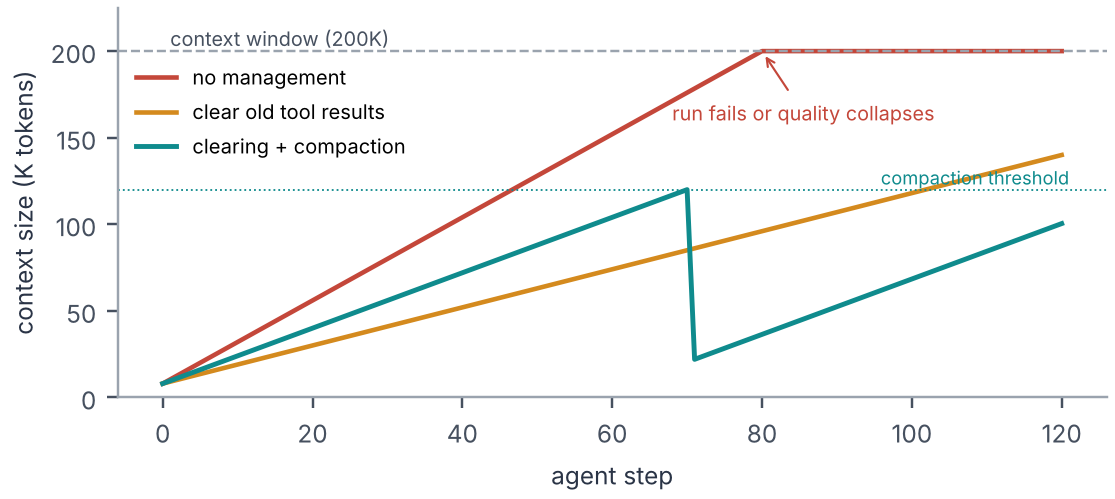 context window (200K)
no management
clear old tool results
clearing + compaction
run fails or quality collapses
compaction threshold
context size (K tokens)
200
150
100
50
0
0 20 40 60 80 100 120
agent step